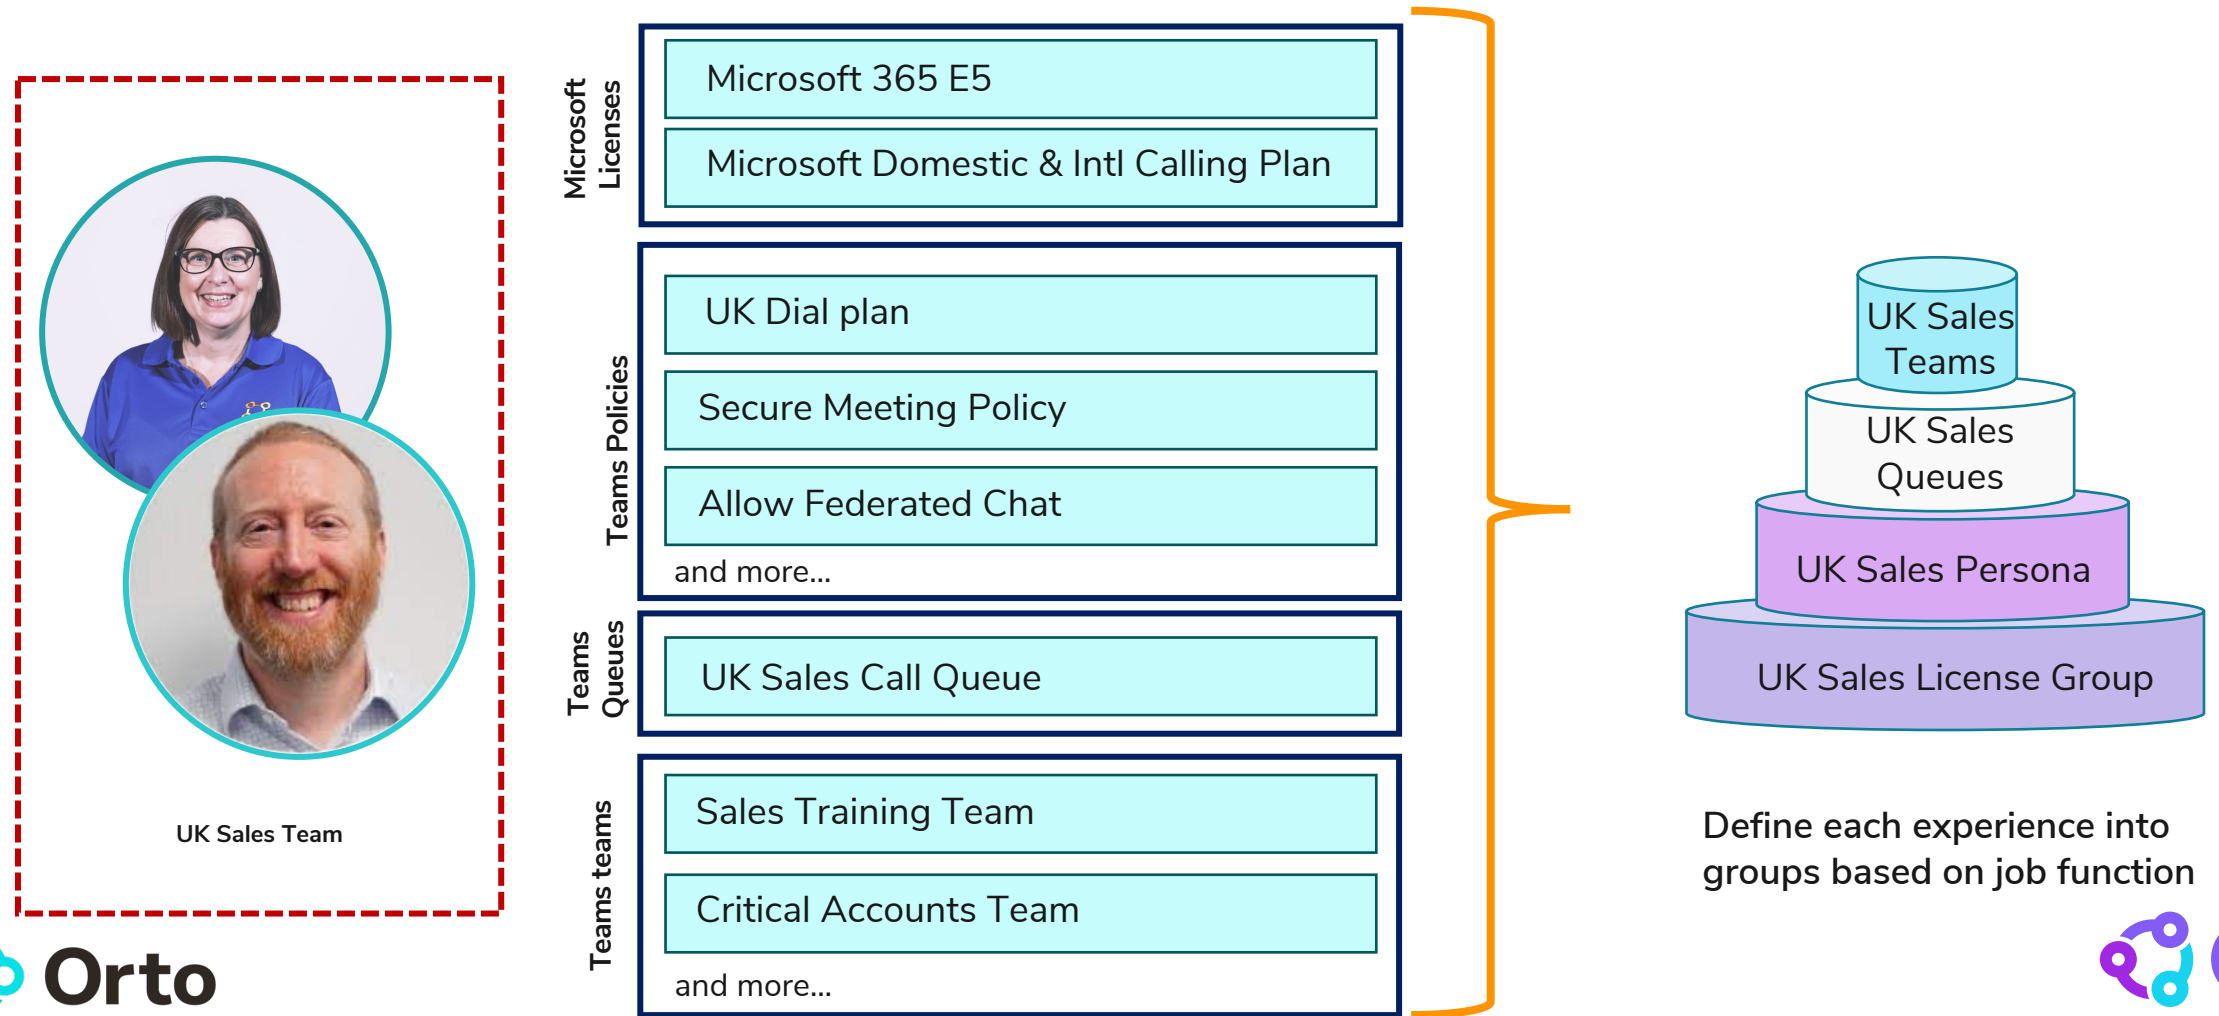 UK Sales Team
Orto
Microsoft
Licenses
Microsoft 365 E5
Microsoft Domestic & Intl Calling Plan
Teams Policies
UK Dial plan
Secure Meeting Policy
Allow Federated Chat
and more...
Teams
Queues
UK Sales Call Queue
Teams teams
Sales Training Team
Critical Accounts Team
and more...
UK Sales
Teams
UK Sales
Queues
UK Sales Persona
UK Sales License Group
Define each experience into
groups based on job function